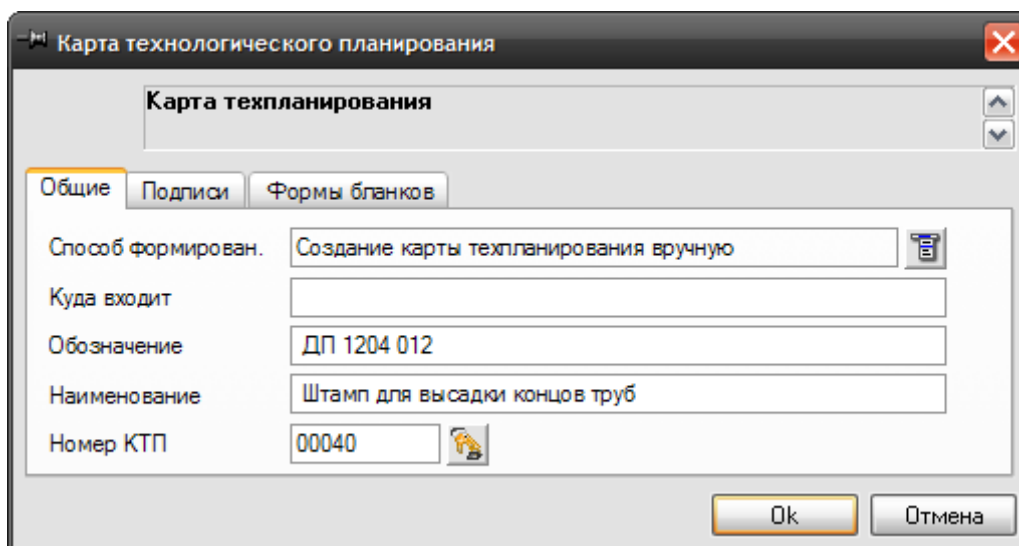 Карта технологического планирования
Карта техпланирования
Общие Подписи Формы бланков
Способ формирован. Создание карты техпланирования вручную
Куда входит
Обозначение ДП 1204 012
Наименование Штамп для высадки концов труб
Номер КТП 00040
Ok Отмена